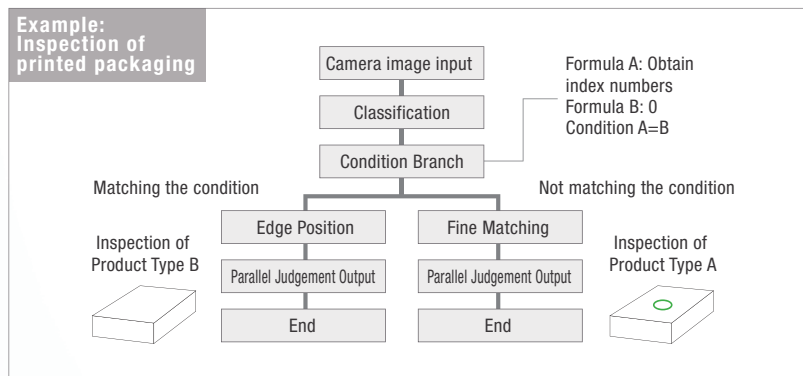 Example:
Inspection of
printed packaging
Camera image input
Classification
Condition Branch
Formula A: Obtain
index numbers
Formula B: 0
Condition A=B
Matching the condition
Not matching the condition
Edge Position
Fine Matching
Inspection of
Product Type B
Inspection of
Product Type A
Parallel Judgement Output
Parallel Judgement Output
End
End